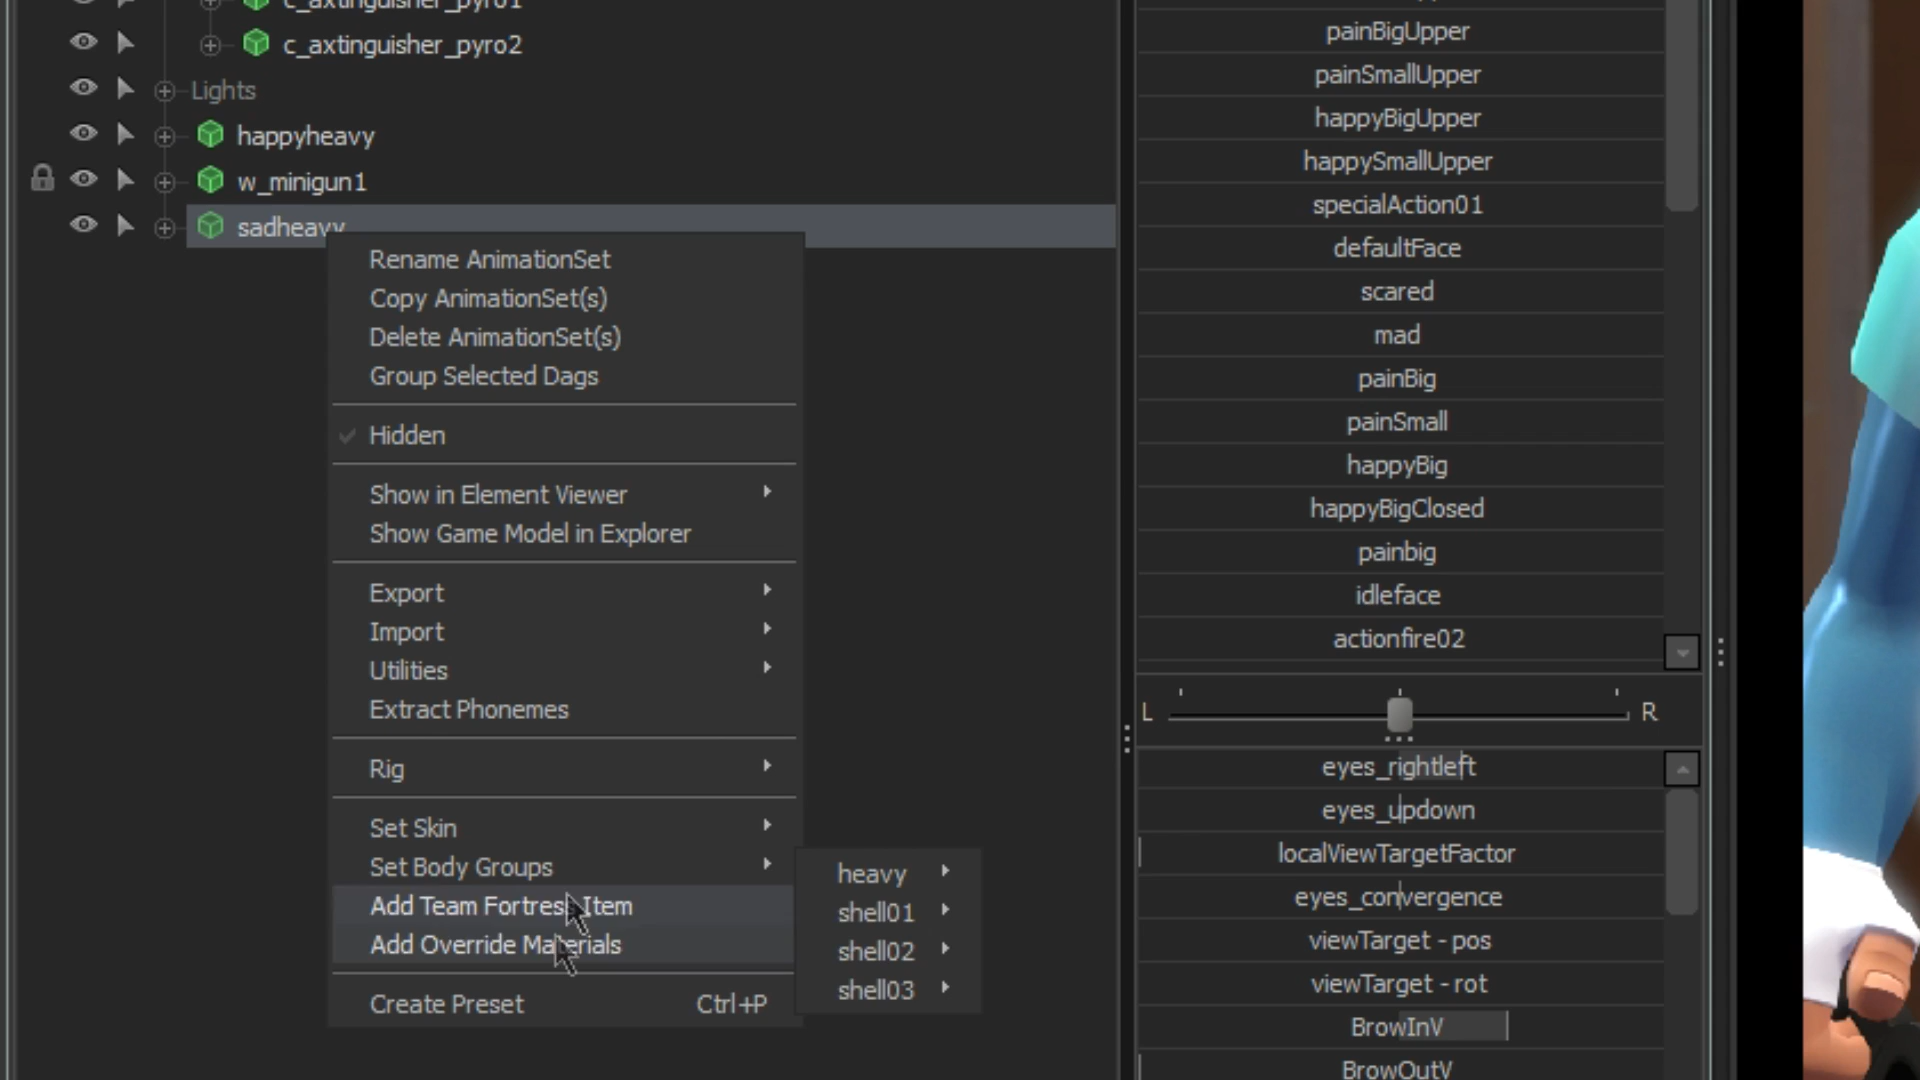 c_axtinguisher_pyro1
c_axtinguisher_pyro2
Lights
happyheavy
w_minigun1
sadheavy
Rename AnimationSet
Copy AnimationSet(s)
Delete AnimationSet(s)
Group Selected Dags
Hidden
Show in Element Viewer
Show Game Model in Explorer
Export
Import
Utilities
Extract Phonemes
Rig
Set Skin
Set Body Groups
Add Team Fortress Item
Add Override Materials
Create Preset Ctrl+P
heavy
shell01
shell02
shell03
painBigUpper
painSmallUpper
happyBigUpper
happySmallUpper
specialAction01
defaultFace
scared
mad
painBig
painSmall
happyBig
happyBigClosed
painbig
idleface
actionfire02
L R
eyes_rightleft
eyes_updown
localViewTargetFactor
eyes_convergence
viewTarget - pos
viewTarget - rot
BrowInV
BrowOutV